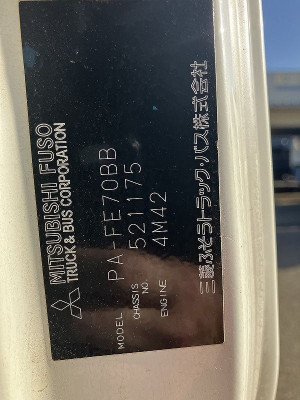 MITSUBISHI FUSO
TRUCK & BUS CORPORATION
MODEL PA-FE70BB
CHASSIS NO. 521175
ENGINE 4M42
三菱ふそうトラック・バス株式会社